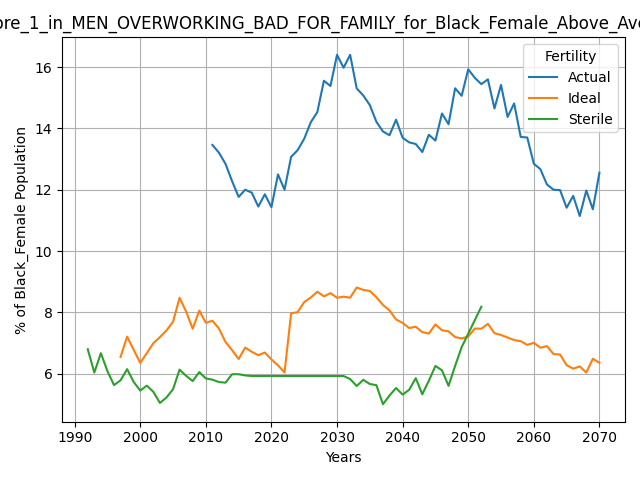 ore_1_in_MEN_OVERWORKING_BAD_FOR_FAMILY_for_Black_Female_Above_Ave
Fertility
Actual
Ideal
Sterile
% of Black_Female Population
16
14
12
10
8
6
1990 2000 2010 2020 2030 2040 2050 2060 2070
Years